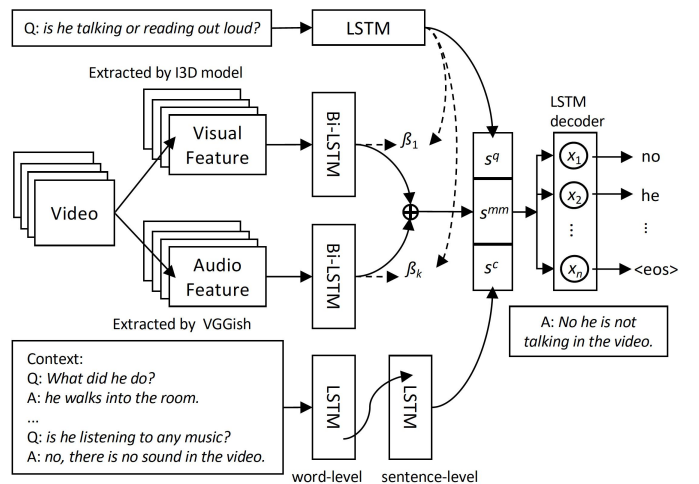 Q: is he talking or reading out loud?
LSTM
Extracted by I3D model
Visual
Feature
Bi-LSTM
ß1
LSTM
decoder
Video
sq
smm
sc
x1
x2
⋮
xn
no
he
⋮
<eos>
Audio
Feature
Bi-LSTM
ßk
Extracted by VGGish
A: No he is not
talking in the video.
Context:
Q: What did he do?
A: he walks into the room.
...
Q: is he listening to any music?
A: no, there is no sound in the video.
LSTM
LSTM
word-level
sentence-level